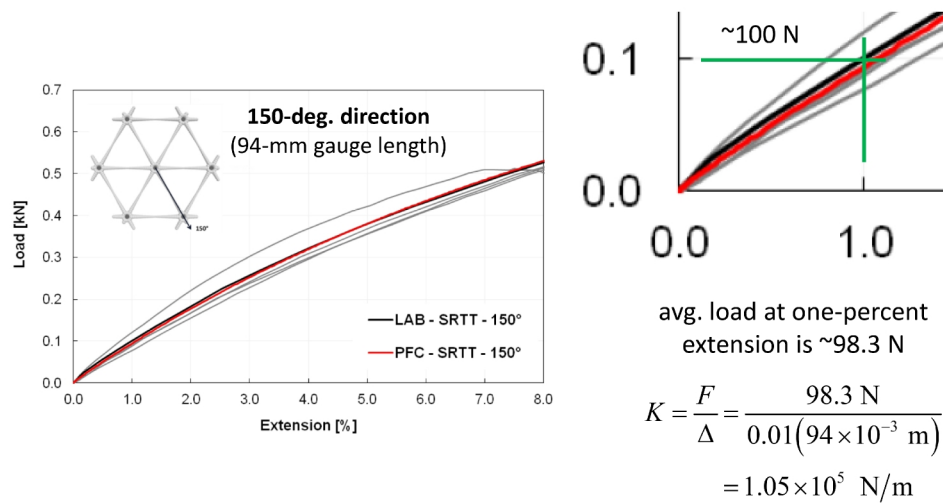 150-deg. direction
(94-mm gauge length)
150°
Load [kN]
0.7
0.6
0.5
0.4
0.3
0.2
0.1
0.0
LAB - SRTT - 150°
PFC - SRTT - 150°
0.0 1.0 2.0 3.0 4.0 5.0 6.0 7.0 8.0
Extension [%]
~100 N
0.1
0.0
0.0 1.0
avg. load at one-percent
extension is ~98.3 N
K = F/Δ = 98.3 N / 0.01(94×10⁻³ m)
= 1.05×10⁵ N/m